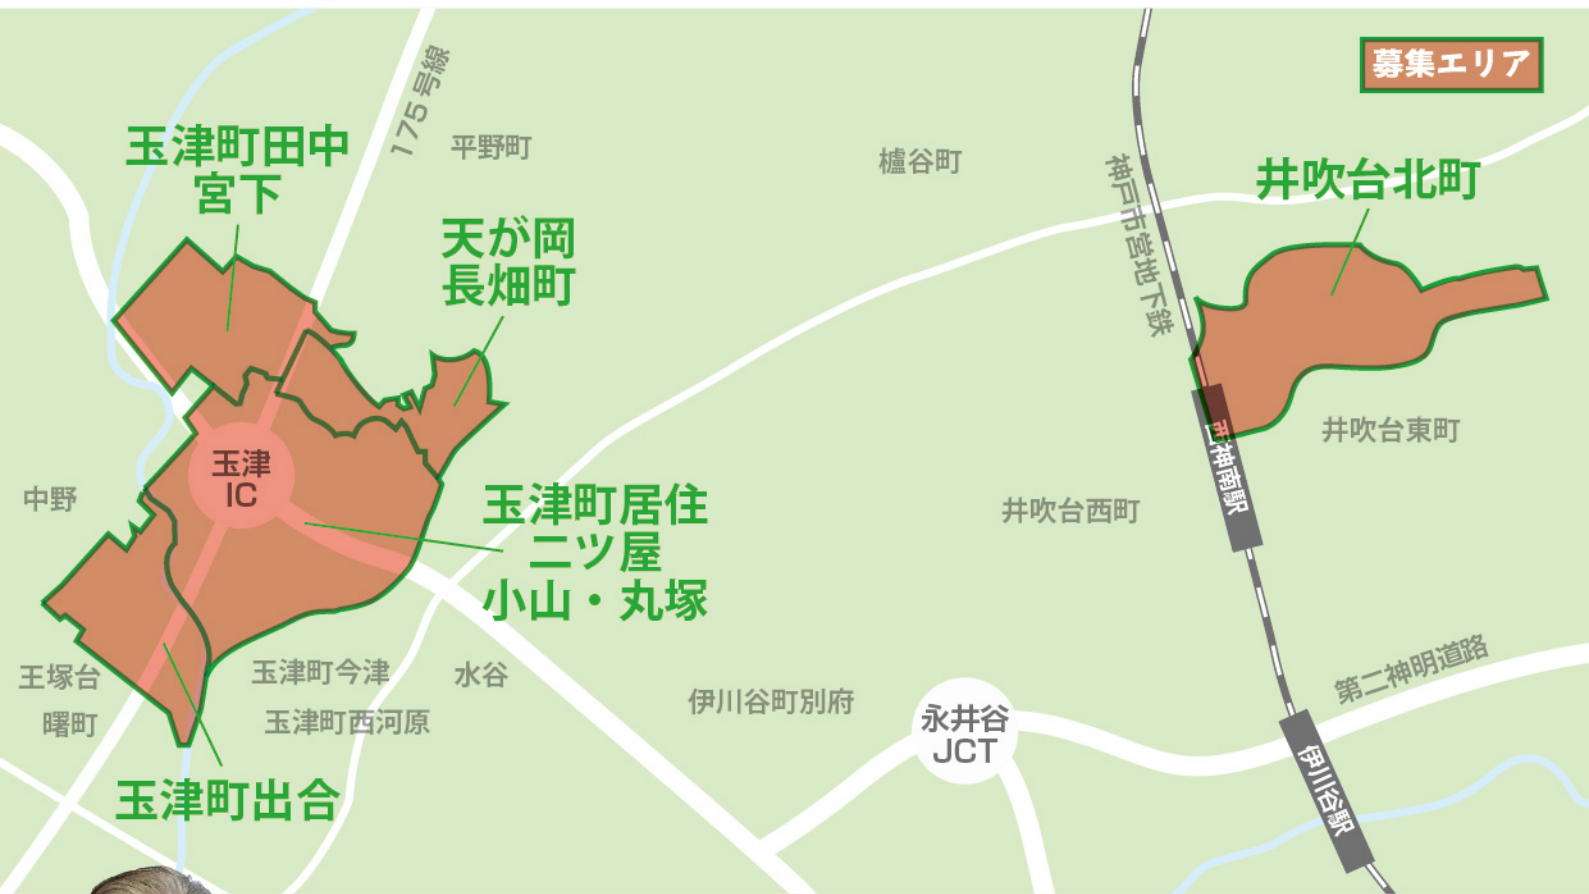 募集エリア
175号線
平野町
玉津町田中
宮下
櫨谷町
神戸市営地下鉄
井吹台北町
天が岡
長畑町
井吹台東町
玉津
IC
西神南駅
中野
玉津町居住
二ツ屋
小山・丸塚
井吹台西町
王塚台
曙町
玉津町今津
玉津町西河原
水谷
伊川谷町別府
永井谷
JCT
第二神明道路
伊川谷駅
玉津町出合